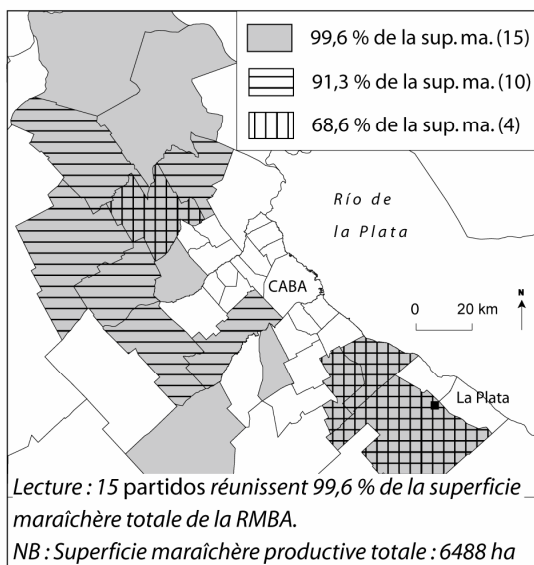 99,6 % de la sup. ma. (15)
91,3 % de la sup. ma. (10)
68,6 % de la sup. ma. (4)
Río de
la Plata
CABA
N
0 20 km
La Plata
Lecture : 15 partidos réunissent 99,6 % de la superficie
maraîchère totale de la RMBA.
NB : Superficie maraîchère productive totale : 6488 ha